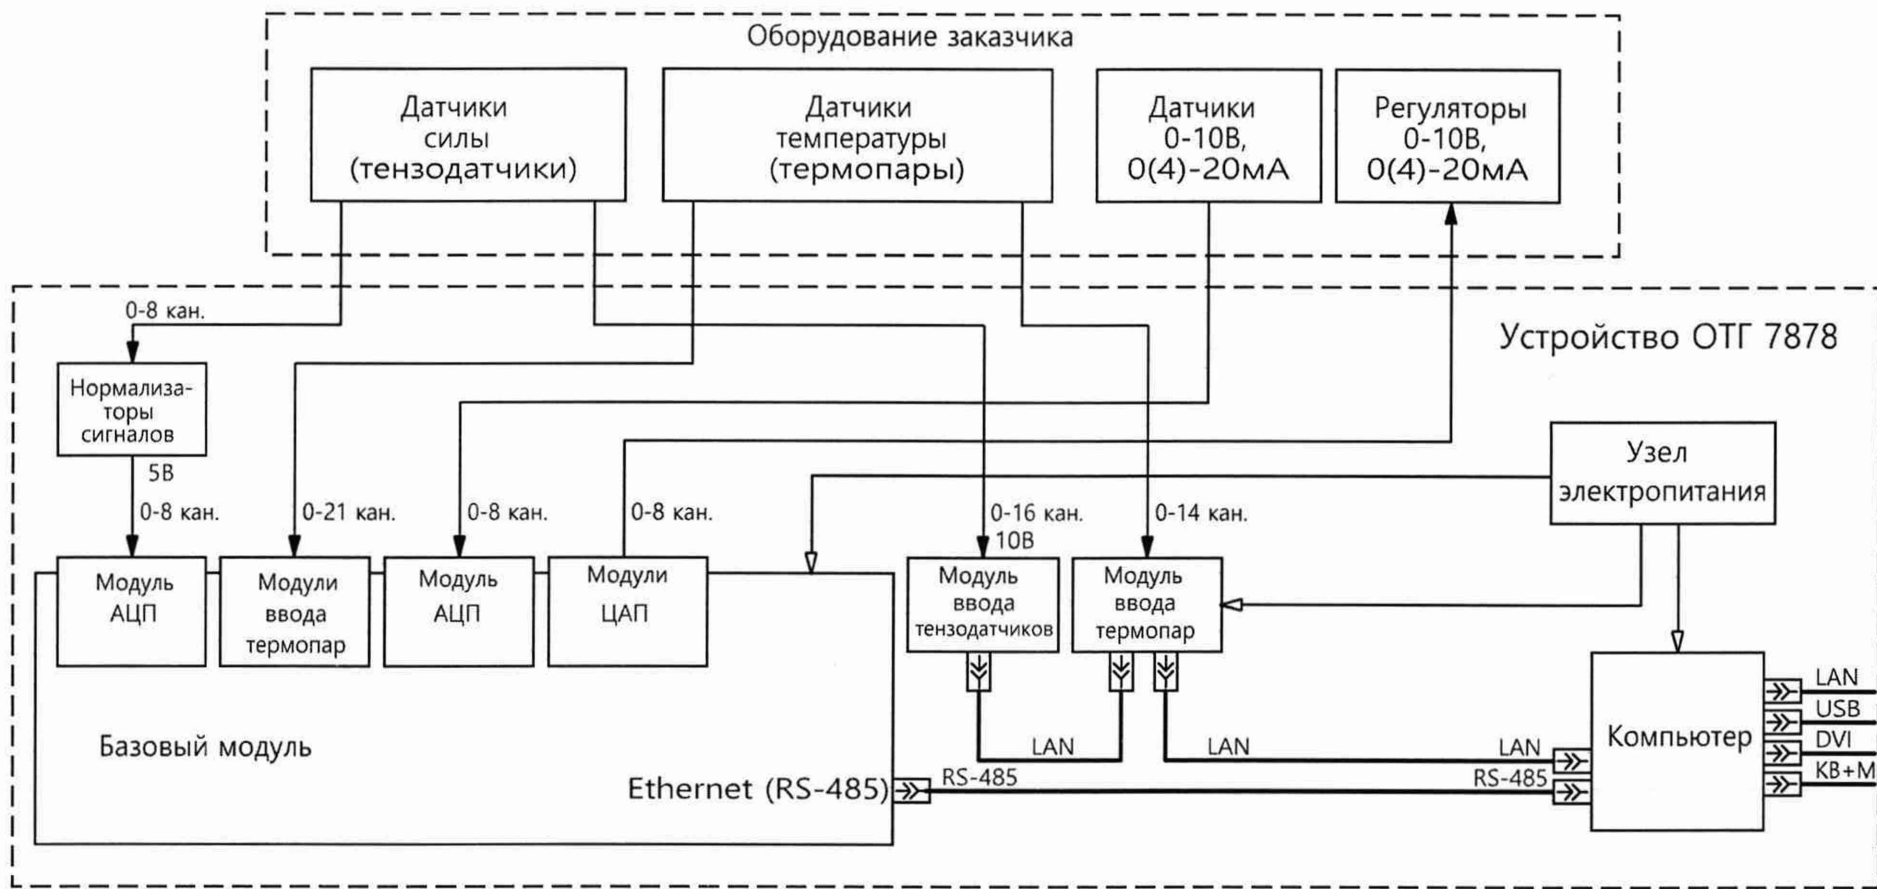 Оборудование заказчика
Датчики
силы
(тензодатчики)
Датчики
температуры
(термопары)
Датчики
0-10В,
0(4)-20мА
Регуляторы
0-10В,
0(4)-20мА
0-8 кан.
Устройство ОТГ 7878
Нормализа-
торы
сигналов
5В
Узел
электропитания
0-8 кан.
0-21 кан.
0-8 кан.
0-8 кан.
0-16 кан.
10В
0-14 кан.
Модуль
АЦП
Модули
ввода
термопар
Модуль
АЦП
Модули
ЦАП
Модуль
ввода
тензодатчиков
Модуль
ввода
термопар
Базовый модуль
Ethernet (RS-485)
RS-485
LAN
LAN
LAN
RS-485
Компьютер
LAN
USB
DVI
KB+M